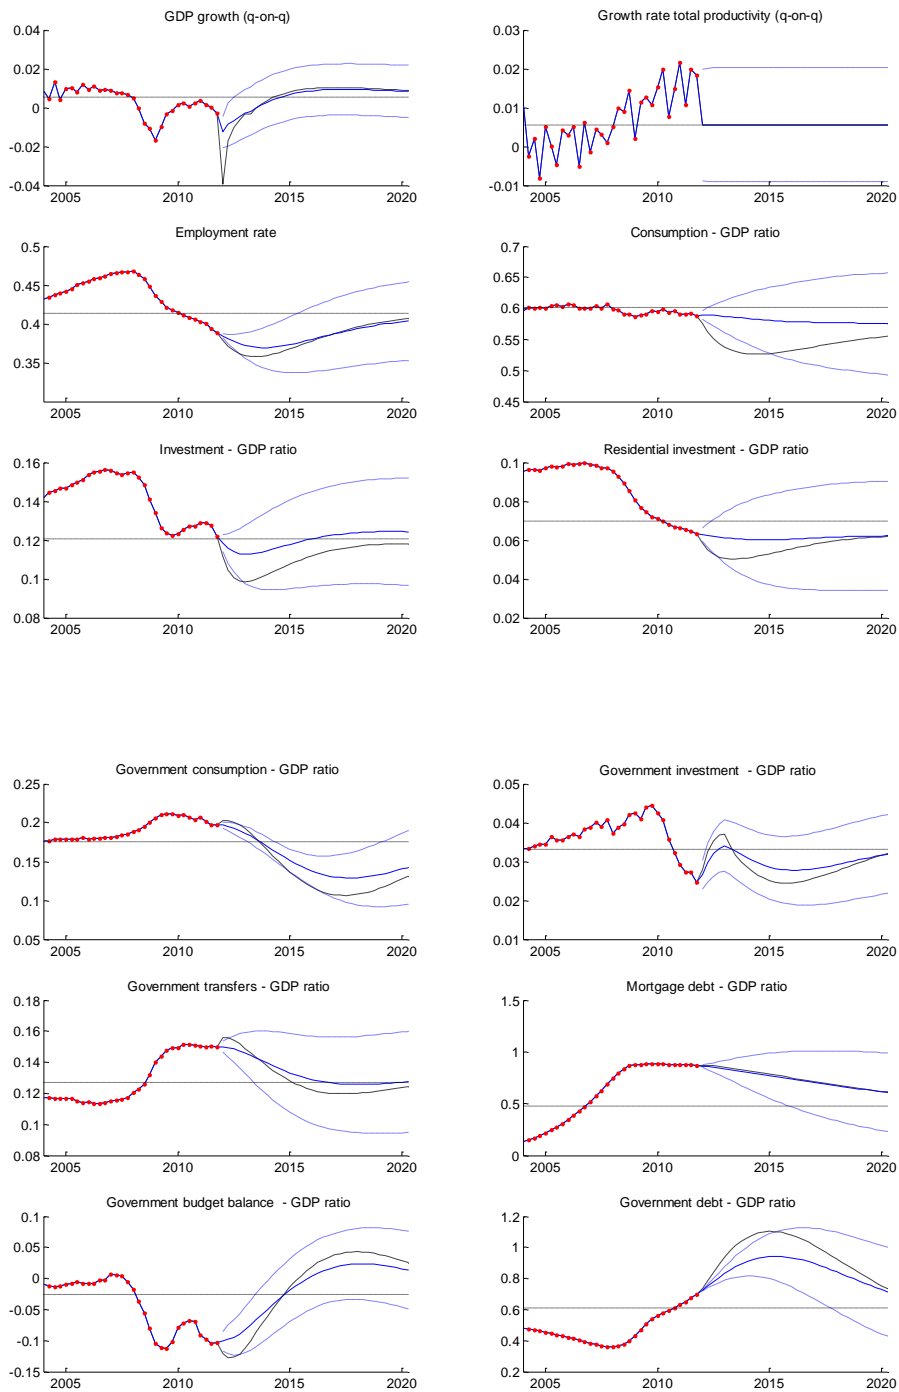 GDP growth (q-on-q)
0.04
0.02
0
-0.02
-0.04
2005 2010 2015 2020
Growth rate total productivity (q-on-q)
0.03
0.02
0.01
0
-0.01
2005 2010 2015 2020
Employment rate
0.5
0.45
0.4
0.35
2005 2010 2015 2020
Consumption - GDP ratio
0.7
0.65
0.6
0.55
0.5
0.45
2005 2010 2015 2020
Investment - GDP ratio
0.16
0.14
0.12
0.1
0.08
2005 2010 2015 2020
Residential investment - GDP ratio
0.1
0.08
0.06
0.04
0.02
2005 2010 2015 2020
Government consumption - GDP ratio
0.25
0.2
0.15
0.1
0.05
2005 2010 2015 2020
Government investment - GDP ratio
0.05
0.04
0.03
0.02
0.01
2005 2010 2015 2020
Government transfers - GDP ratio
0.18
0.16
0.14
0.12
0.1
0.08
2005 2010 2015 2020
Mortgage debt - GDP ratio
1.5
1
0.5
0
2005 2010 2015 2020
Government budget balance - GDP ratio
0.1
0.05
0
-0.05
-0.1
-0.15
2005 2010 2015 2020
Government debt - GDP ratio
1.2
1
0.8
0.6
0.4
0.2
2005 2010 2015 2020